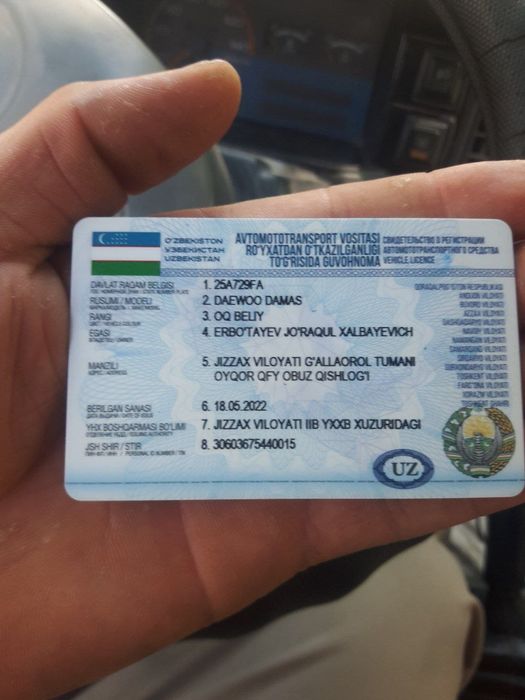 O'ZBEKISTON
ЎЗБЕКИСТАН
UZBEKISTAN
AVTOMOTOTRANSPORT VOSITASI
RO'YXATDAN O'TKAZILGANLIGI
TO'G'RISIDA GUVOHNOMA
СВИДЕТЕЛЬСТВО О РЕГИСТРАЦИИ
АВТОМОТОТРАНСПОРТНОГО СРЕДСТВА
VEHICLE LICENCE
DAVLAT RAQAM BELGISI 1. 25A729FA
RUSUMI / MODELI 2. DAEWOO DAMAS
RANGI 3. OQ BELIY
EGASI 4. ERBO'TAYEV JO'RAQUL XALBAYEVICH
MANZILI 5. JIZZAX VILOYATI G'ALLAOROL TUMANI
OYQOR QFY OBUZ QISHLOG'I
BERILGAN SANASI 6. 18.05.2022
YHX BOSHQARMASI BO'LIMI 7. JIZZAX VILOYATI IIB YXXB XUZURIDAGI
JSH SHIR / STIR 8. 30603675440015
UZ